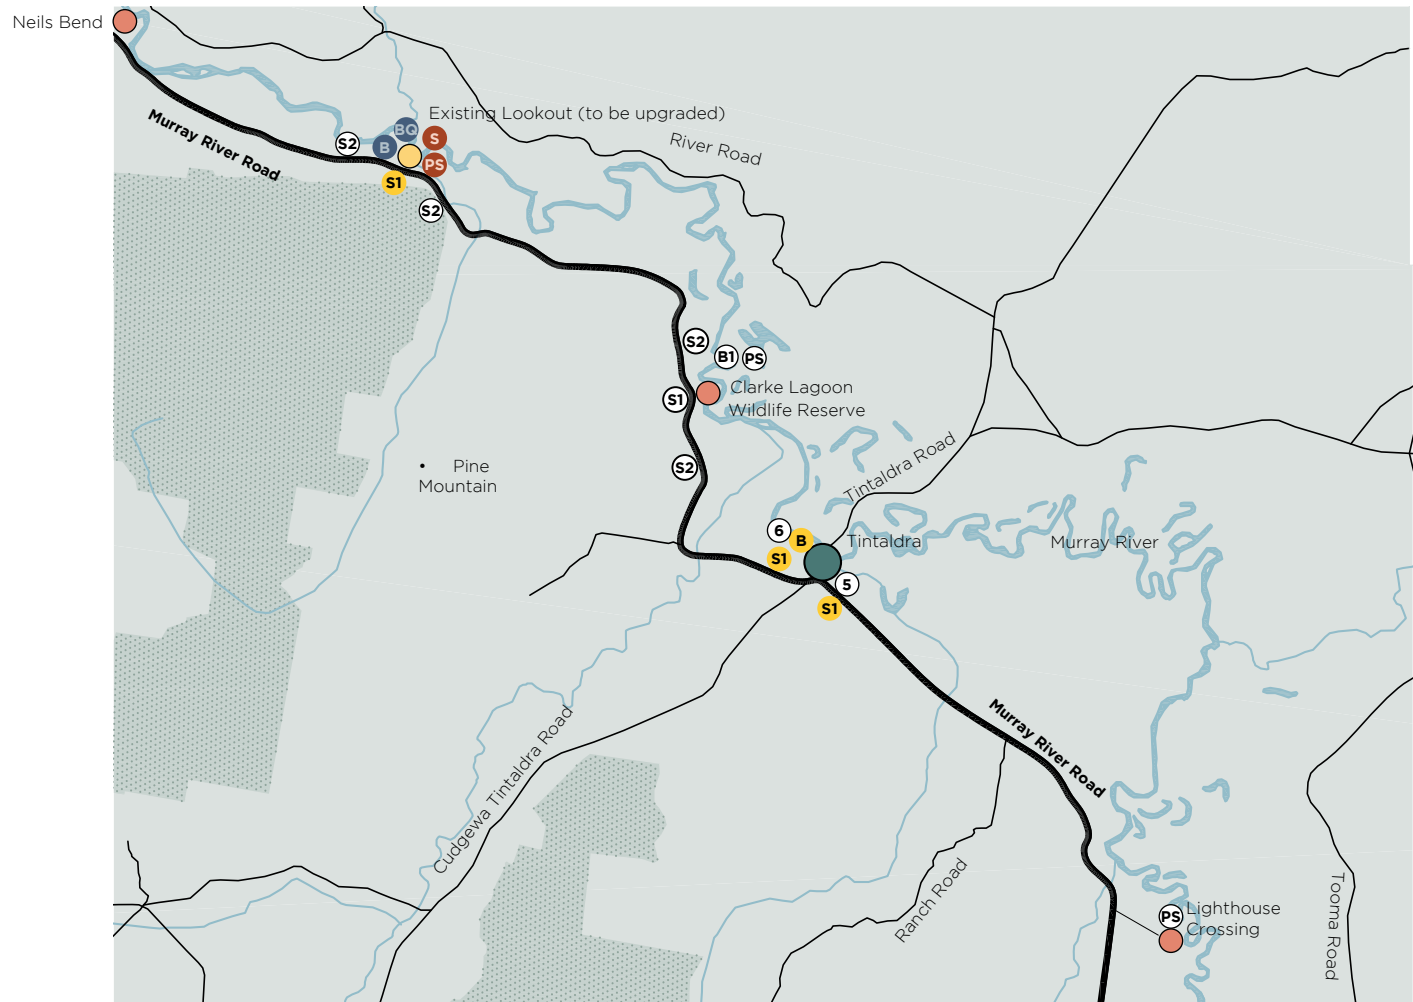 Neils Bend
Existing Lookout (to be upgraded)
BQ
S
Murray River Road
S2
B
PS
River Road
S1
S2
S2
B1
PS
Clarke Lagoon
Wildlife Reserve
S1
Tintaldra Road
Pine
Mountain
S2
6
B
Tintaldra
Murray River
S1
5
S1
Murray River Road
Cudgewa Tintaldra Road
Ranch Road
Tooma Road
PS
Lighthouse
Crossing